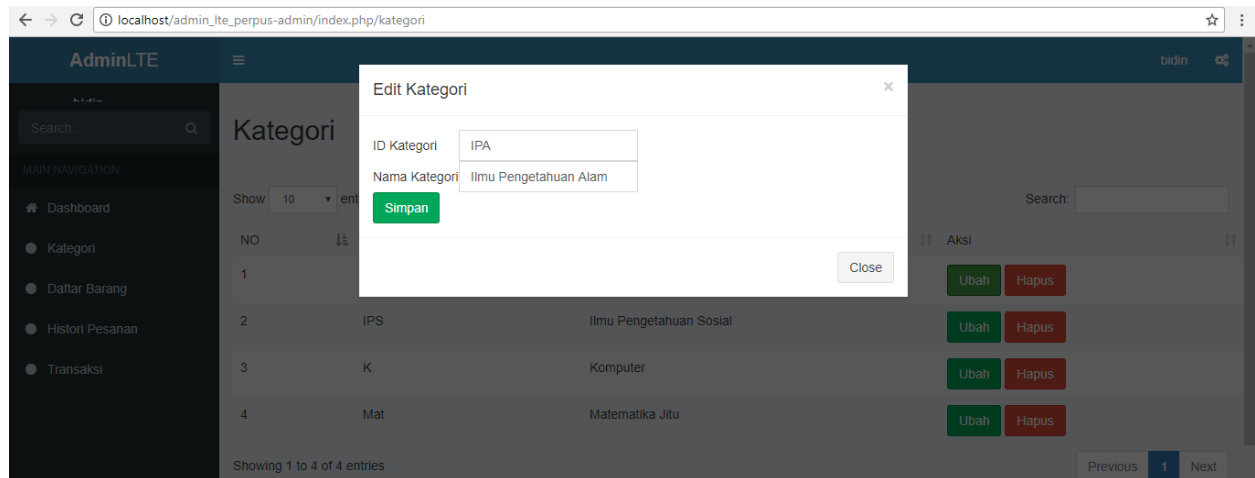 localhost/admin_lte_perpus-admin/index.php/kategori
AdminLTE
bidin
Search...
MAIN NAVIGATION
Dashboard
Kategori
Daftar Barang
Histori Pesanan
Transaksi
Kategori
Show 10 ent
Search:
NO Aksi
1 Ubah Hapus
2 IPS Ilmu Pengetahuan Sosial Ubah Hapus
3 K Komputer Ubah Hapus
4 Mat Matematika Jitu Ubah Hapus
Showing 1 to 4 of 4 entries
Previous 1 Next
Edit Kategori ×
ID Kategori IPA
Nama Kategori Ilmu Pengetahuan Alam
Simpan
Close